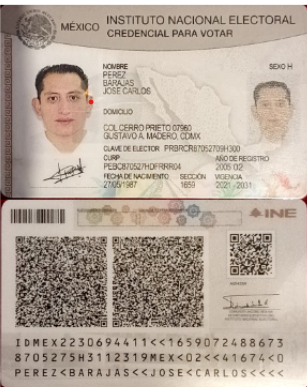 MÉXICO
INSTITUTO NACIONAL ELECTORAL
CREDENCIAL PARA VOTAR
NOMBRE
PEREZ
BARAJAS
JOSE CARLOS
SEXO H
DOMICILIO
COL CERRO PRIETO 07960
GUSTAVO A. MADERO, CDMX
CLAVE DE ELECTOR PRBRCR87052709H300
CURP
PEBC870527HDFRRR04
AÑO DE REGISTRO
2005 02
FECHA DE NACIMIENTO
27/05/1987
SECCIÓN
1659
VIGENCIA
2021 - 2031
INE
IDMEX2230694411<<1659072488673
8705275H3112319MEX<02<<41674<0
PEREZ<BARAJAS<<JOSE<CARLOS<<<<